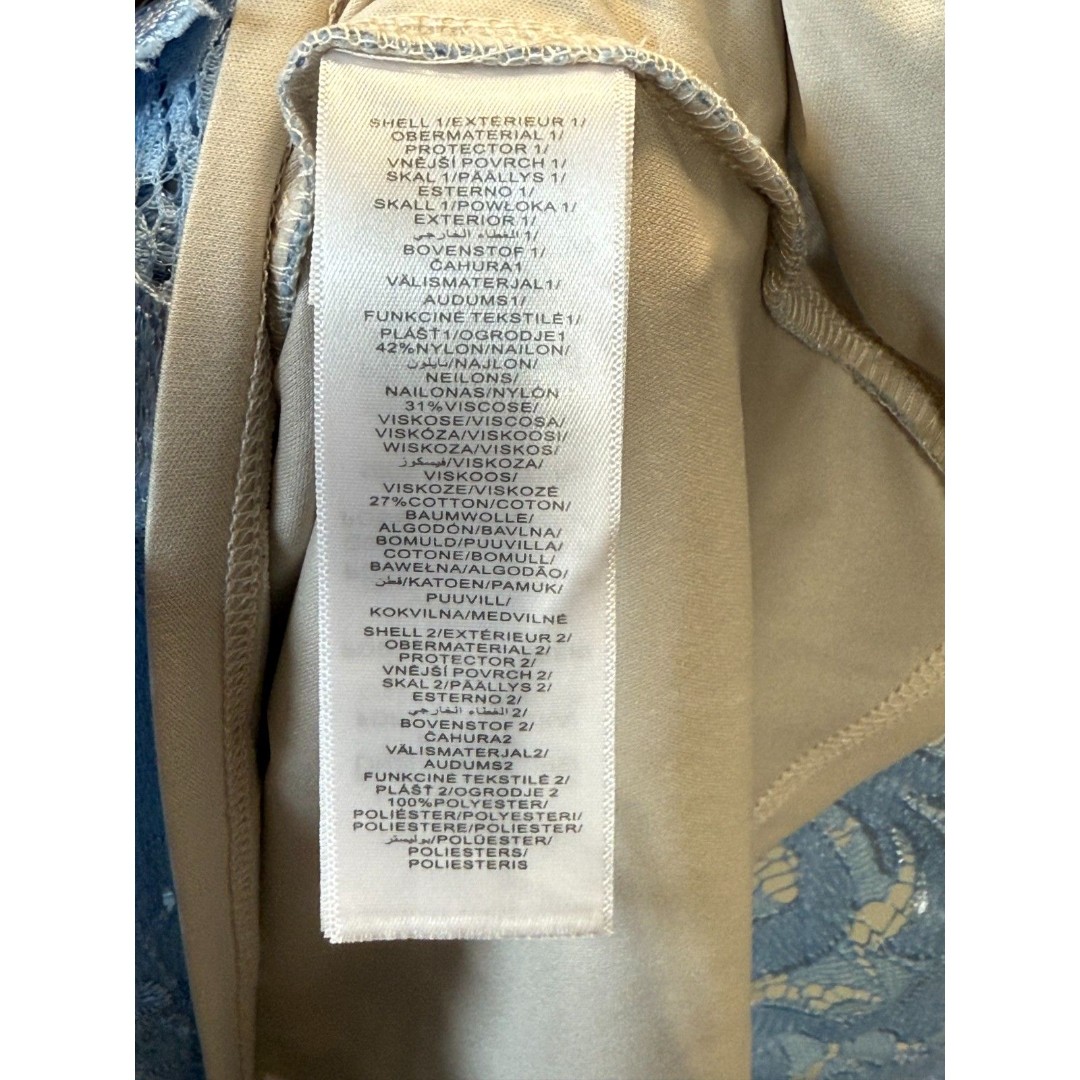 SHELL 1/EXTÉRIEUR 1/
OBERMATERIAL 1/
PROTECTOR 1/
VNĚJŠÍ POVRCH 1/
SKAL 1/PÄÄLLYS 1/
ESTERNO 1/
SKALL 1/POWŁOKA 1/
EXTERIOR 1/
الغطاء الخارجي 1/
BOVENSTOF 1/
ČAHURA1
VÄLISMATERJAL1/
AUDUMS1/
FUNKCINĖ TEKSTILĖ1/
PLÁŠŤ1/OGRODJE1
42%NYLON/NAILON/
نايلون/NAJLON/
NEILONS/
NAILONAS/NYLÓN
31%VISCOSE/
VISKOSE/VISCOSA/
VISKÓZA/VISKOOSI/
WISKOZA/VISKOS/
فيسكوز/VISKOZA/
VISKOOS/
VISKOZE/VISKOZĖ
27%COTTON/COTON/
BAUMWOLLE/
ALGODÓN/BAVLNA/
BOMULD/PUUVILLA/
COTONE/BOMULL/
BAWEŁNA/ALGODÃO/
قطن/KATOEN/PAMUK/
PUUVILL/
KOKVILNA/MEDVILNĖ
SHELL 2/EXTÉRIEUR 2/
OBERMATERIAL 2/
PROTECTOR 2/
VNĚJŠÍ POVRCH 2/
SKAL 2/PÄÄLLYS 2/
ESTERNO 2/
الغطاء الخارجي 2/
BOVENSTOF 2/
ČAHURA2
VÄLISMATERJAL2/
AUDUMS2
FUNKCINĖ TEKSTILĖ 2/
PLÁŠŤ 2/OGRODJE 2
100%POLYESTER/
POLIÉSTER/POLYESTERI/
POLIESTERE/POLIESTER/
بوليستر/POLÜESTER/
POLIESTERS/
POLIESTERIS